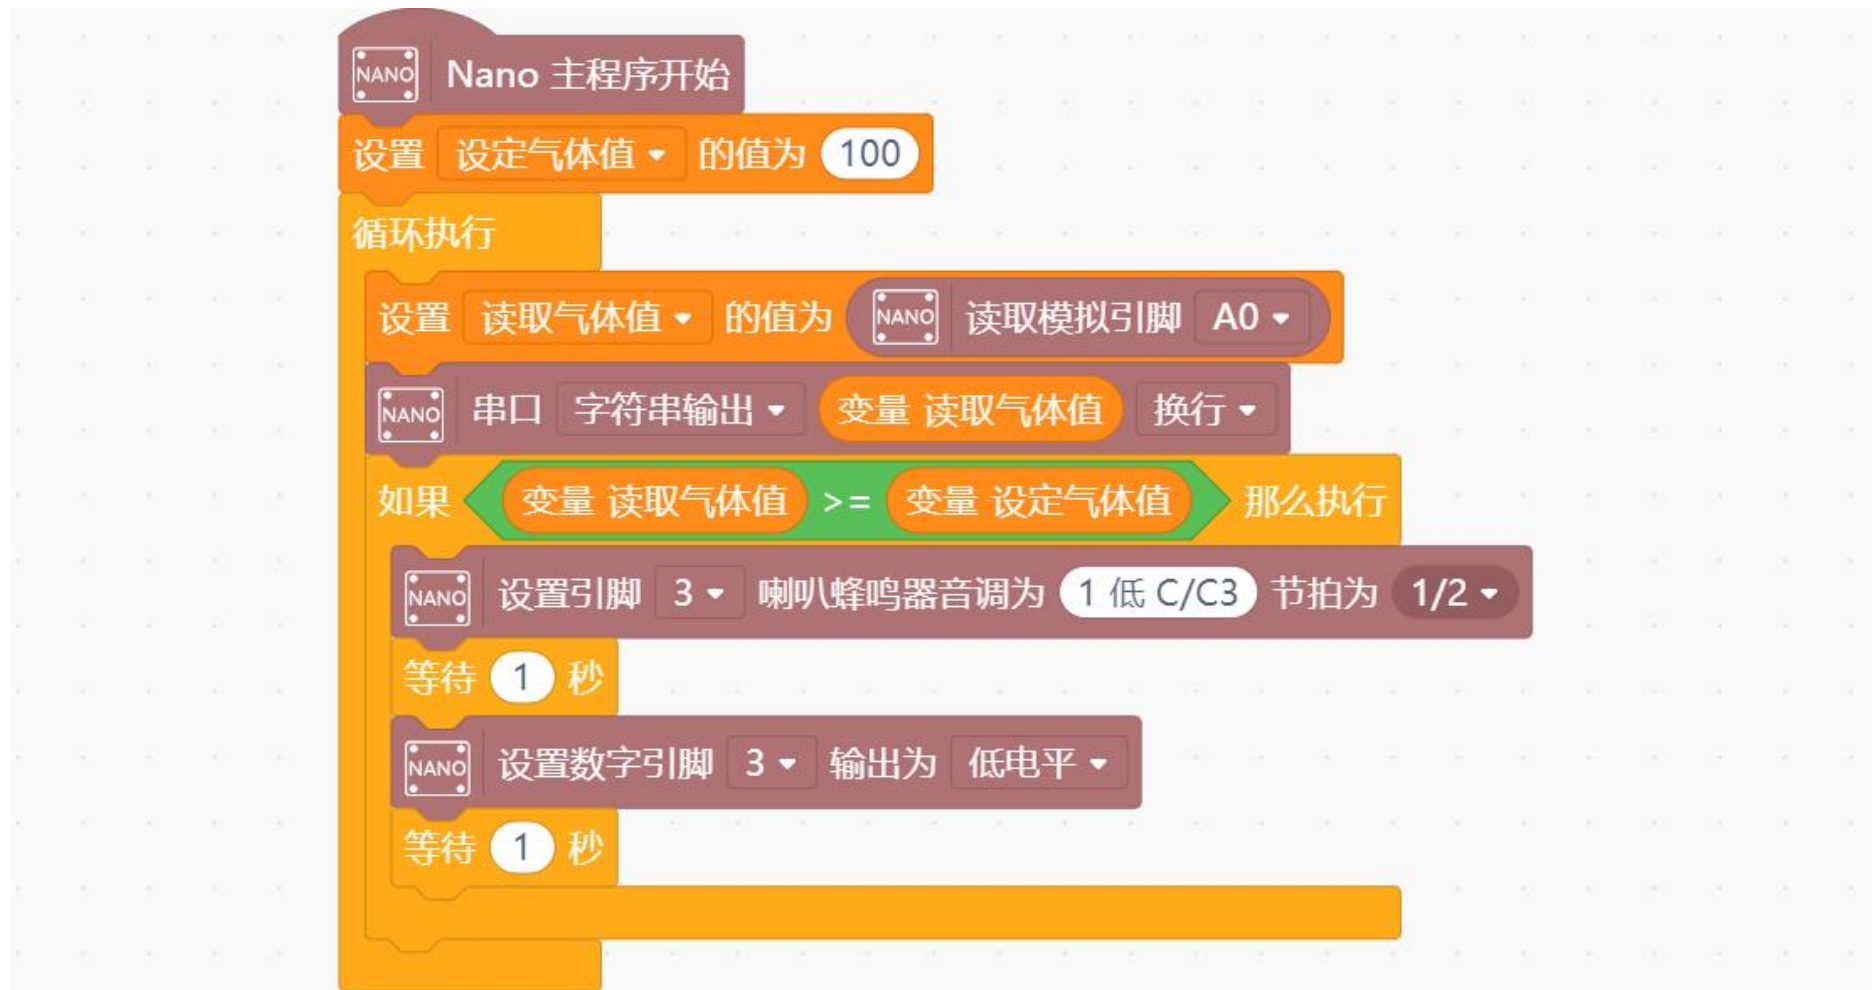 NANO Nano 主程序开始
设置 设定气体值 的值为 100
循环执行
设置 读取气体值 的值为 NANO 读取模拟引脚 A0
NANO 串口 字符串输出 变量 读取气体值 换行
如果 变量 读取气体值 >= 变量 设定气体值 那么执行
NANO 设置引脚 3 喇叭蜂鸣器音调为 1 低 C/C3 节拍为 1/2
等待 1 秒
NANO 设置数字引脚 3 输出为 低电平
等待 1 秒